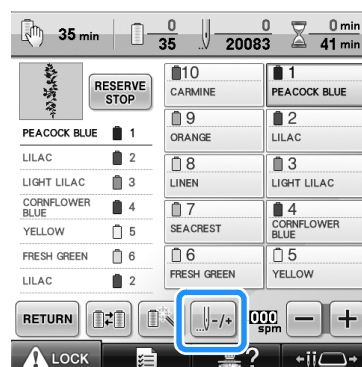 35 min
0
35
0
20083
0 min
41 min
RESERVE
STOP
PEACOCK BLUE 1
LILAC 2
LIGHT LILAC 3
CORNFLOWER
BLUE 4
YELLOW 5
FRESH GREEN 6
LILAC 2
10
CARMINE
1
PEACOCK BLUE
9
ORANGE
2
LILAC
8
LINEN
3
LIGHT LILAC
7
SEACREST
4
CORNFLOWER
BLUE
6
FRESH GREEN
5
YELLOW
RETURN
-/+
spm
−
+
LOCK
?